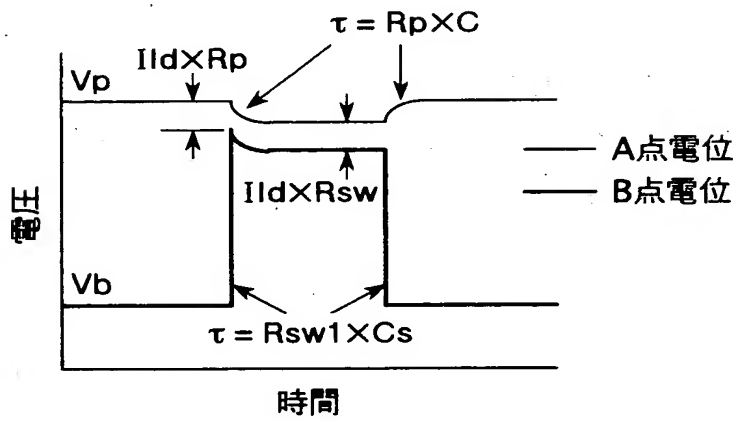 τ = Rp×C
Ild×Rp
Vp
A点電位
B点電位
Ild×Rsw
電圧
Vb
τ = Rsw1×Cs
時間